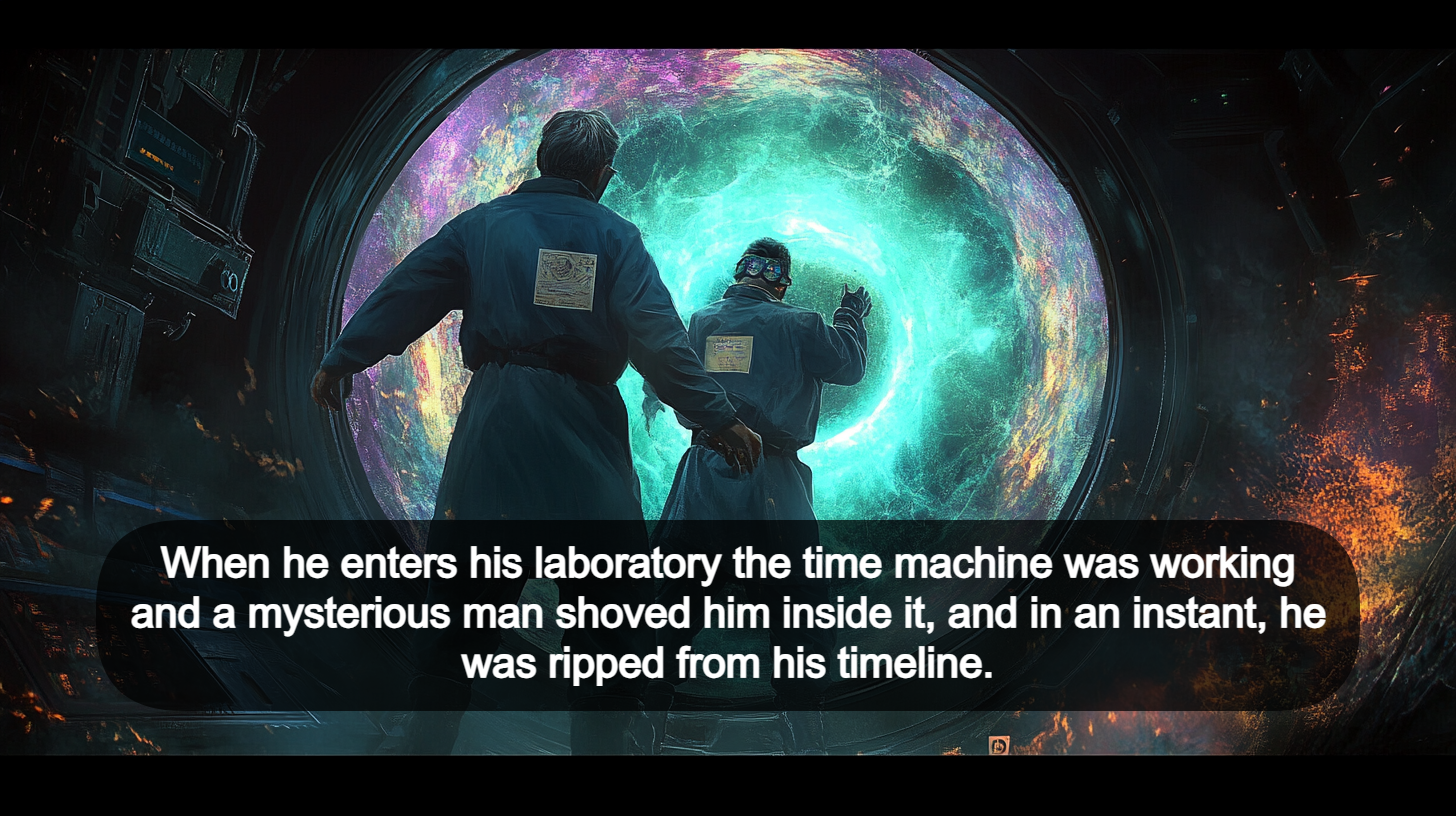 When he enters his laboratory the time machine was working
and a mysterious man shoved him inside it, and in an instant, he
was ripped from his timeline.